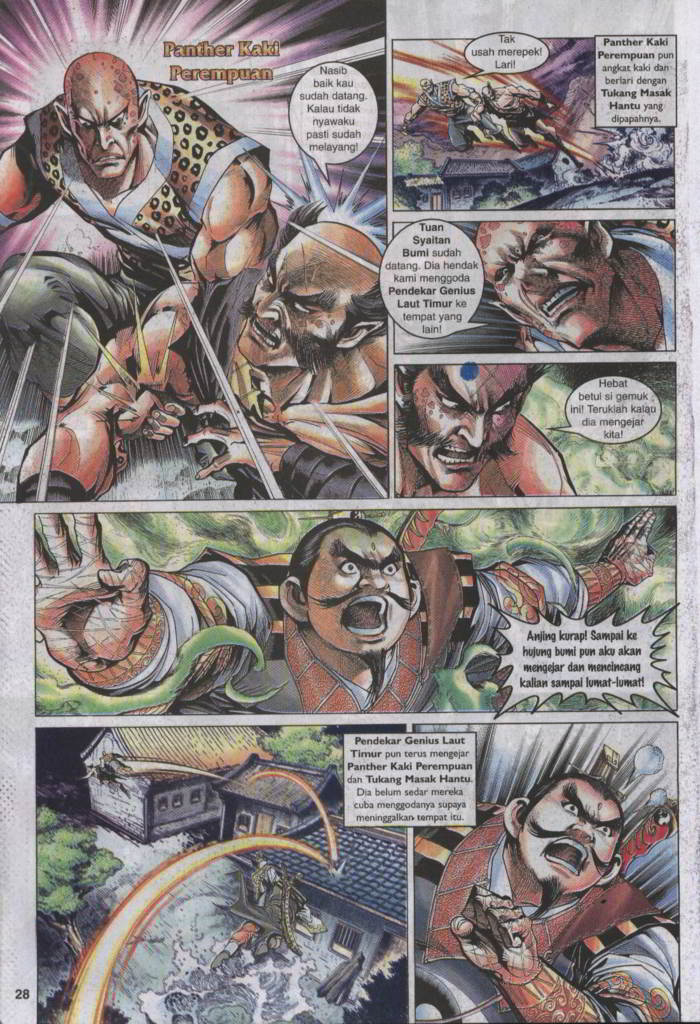 Panther Kaki
Perempuan
Nasib
baik kau
sudah datang.
Kalau tidak
nyawaku
pasti sudah
melayang!
Tak
usah merepek!
Lari!
Panther Kaki
Perempuan pun
angkat kaki dan
berlari dengan
Tukang Masak
Hantu yang
dipapahnya.
Tuan
Syaitan
Bumi sudah
datang. Dia hendak
kami menggoda
Pendekar Genius
Laut Timur ke
tempat yang
lain!
Hebat
betul si gemuk
ini! Teruklah kalau
dia mengejar
kita!
Anjing kurap! Sampai ke
hujung bumi pun aku akan
mengejar dan mencincang
kalian sampai lumat-lumat!
Pendekar Genius Laut
Timur pun terus mengejar
Panther Kaki Perempuan
dan Tukang Masak Hantu.
Dia belum sedar mereka
cuba menggodanya supaya
meninggalkan tempat itu.
28